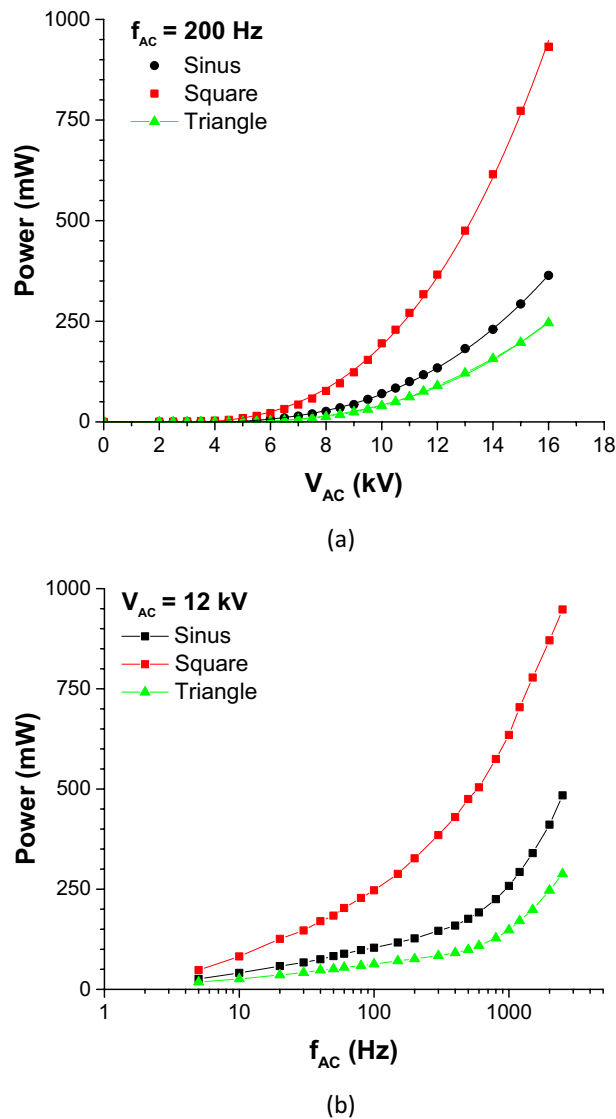 f_AC = 200 Hz
Sinus
Square
Triangle
Power (mW)
1000
750
500
250
0
0 2 4 6 8 10 12 14 16 18
V_AC (kV)
(a)
V_AC = 12 kV
Sinus
Square
Triangle
Power (mW)
1000
750
500
250
0
1 10 100 1000
f_AC (Hz)
(b)